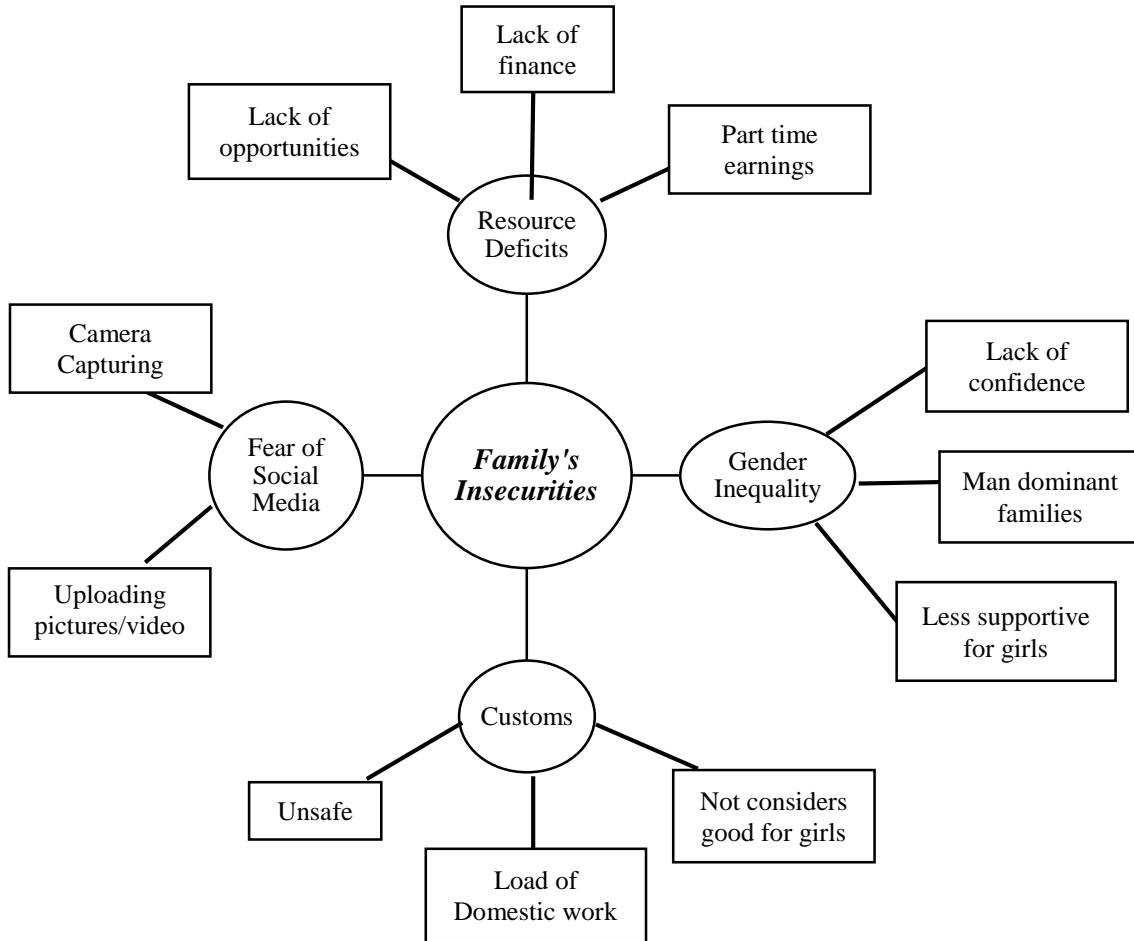 Lack of
finance
Lack of
opportunities
Part time
earnings
Resource
Deficits
Camera
Capturing
Lack of
confidence
Fear of
Social
Media
Family's
Insecurities
Gender
Inequality
Man dominant
families
Uploading
pictures/video
Less supportive
for girls
Customs
Unsafe
Not considers
good for girls
Load of
Domestic work